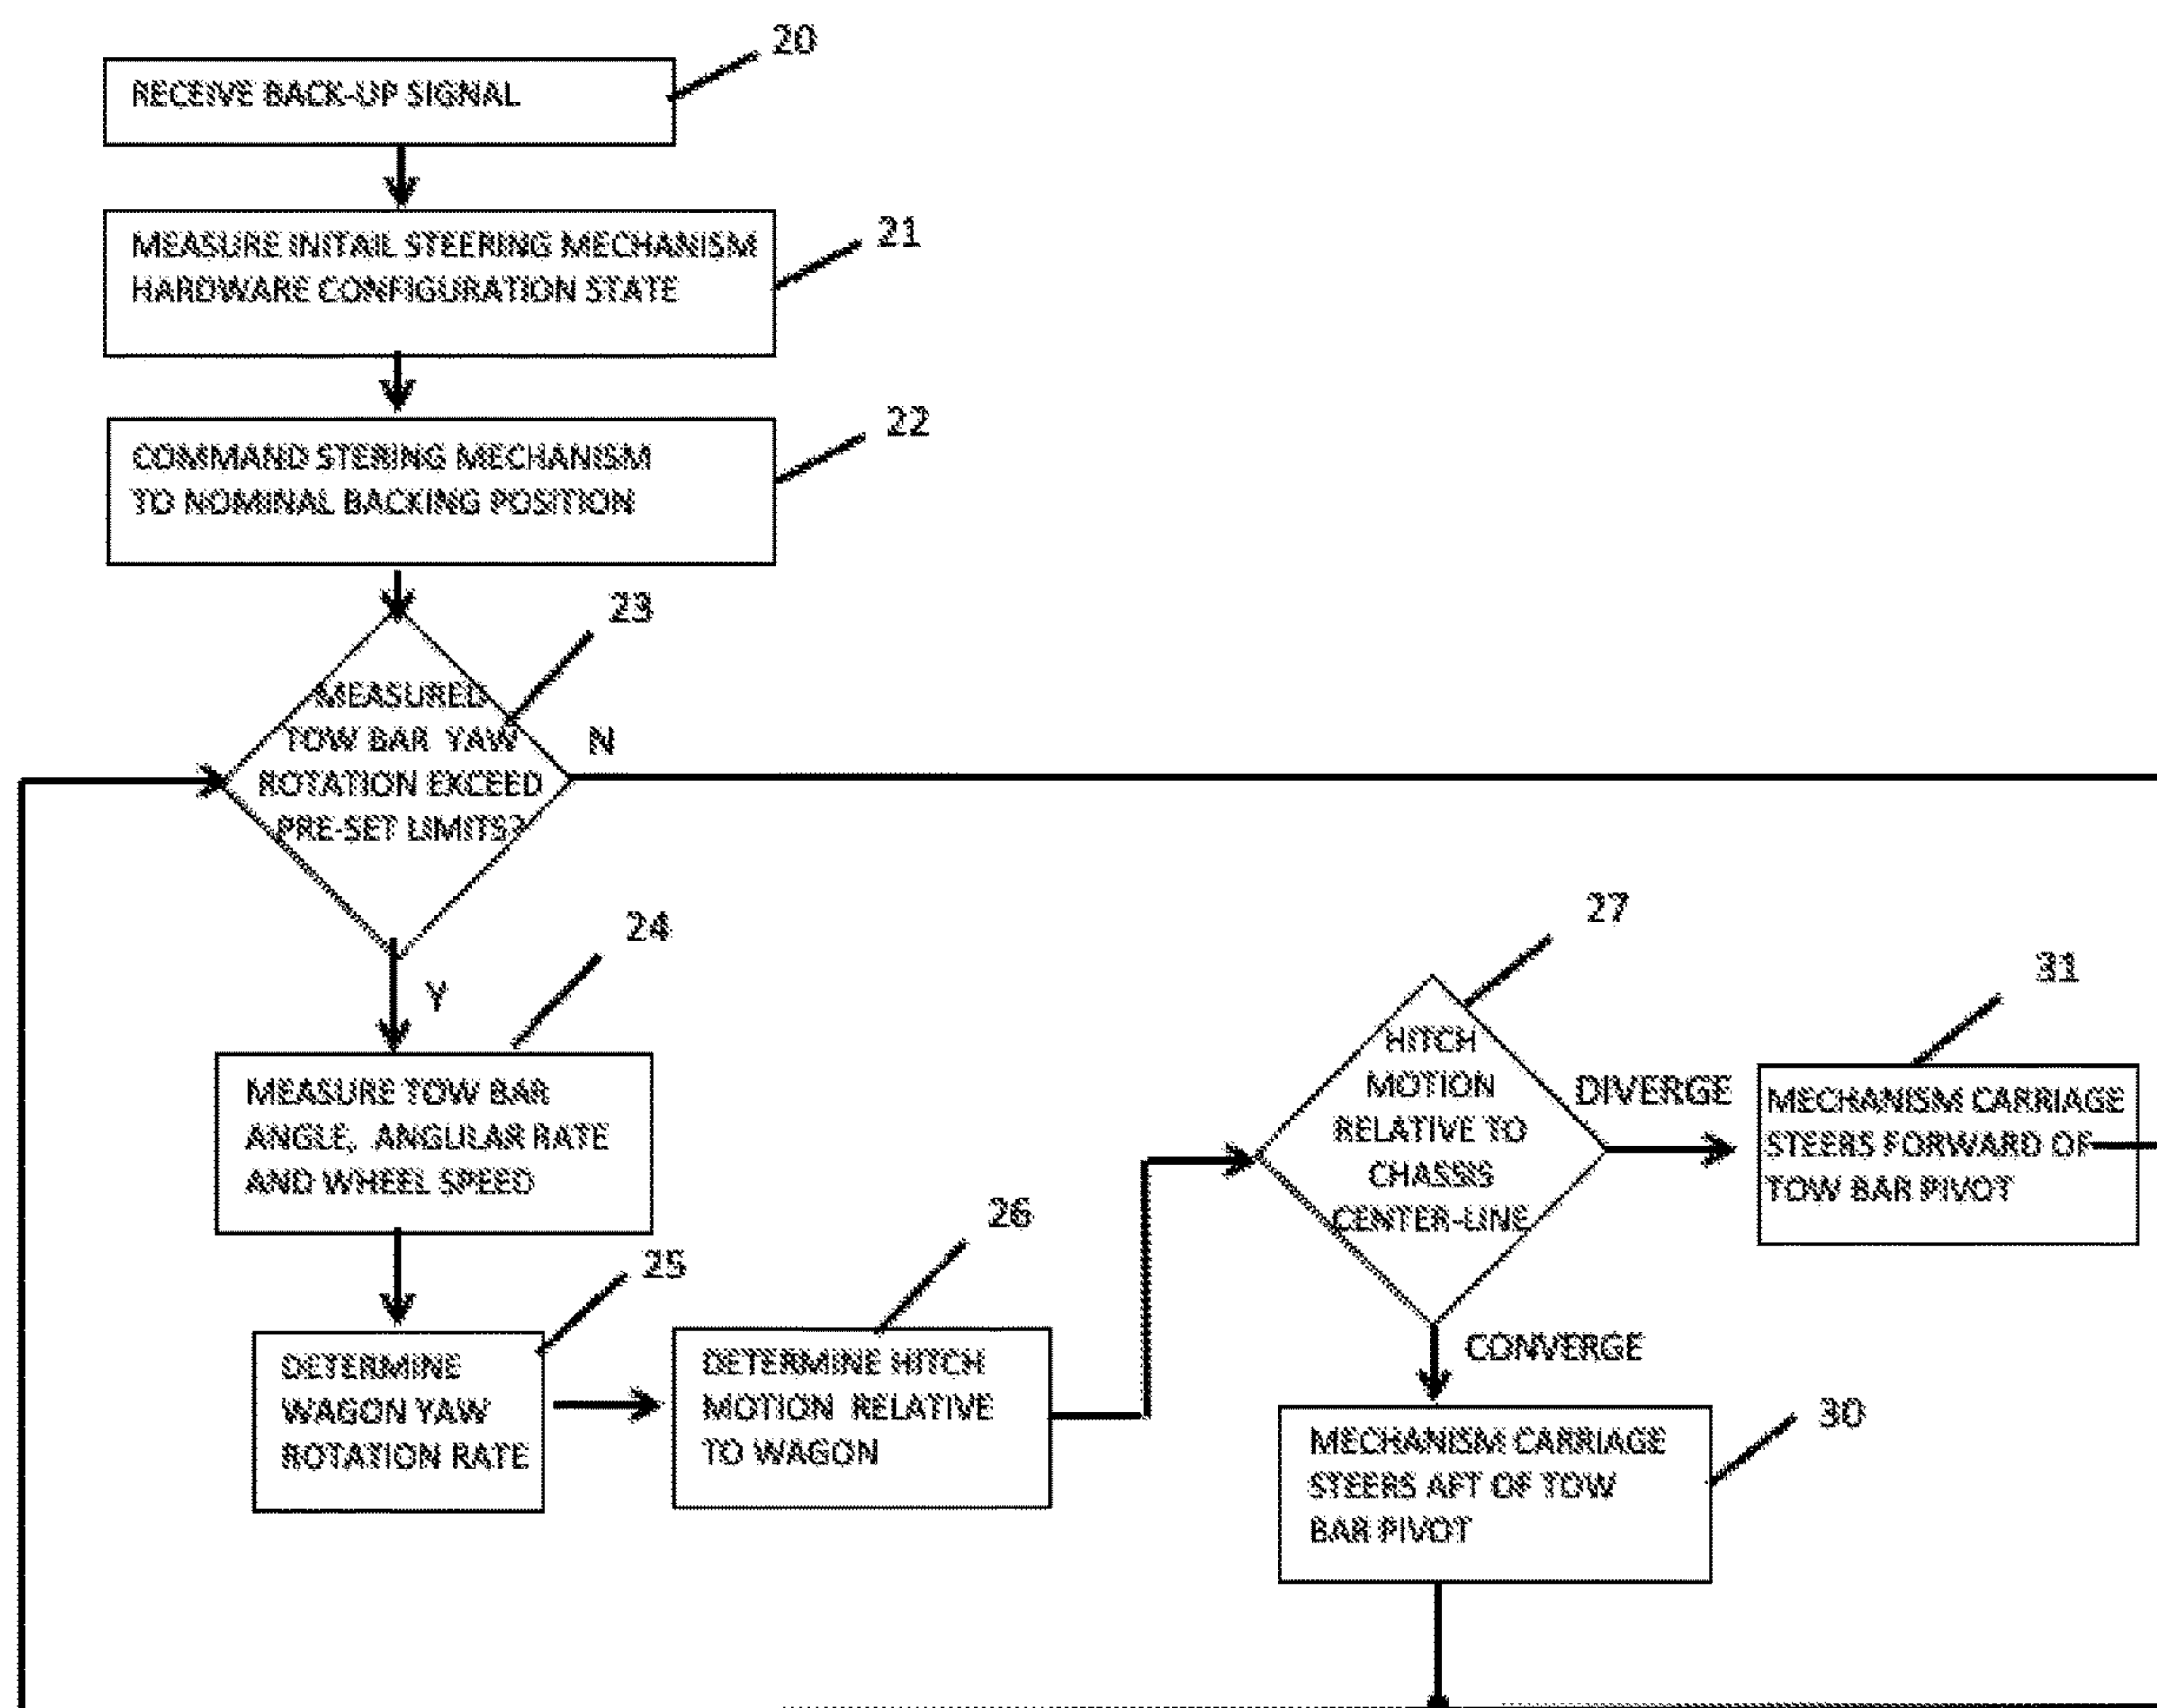 20
RECEIVE BACK-UP SIGNAL
21
MEASURE INITAIL STEERING MECHANISM
HARDWARE CONFIGURATION STATE
22
COMMAND STERING MECHANISM
TO NOMINAL BACKING POSITION
23
MEASURED
TOW BAR YAW
ROTATION EXCEED
PRE-SET LIMITS?
N
Y
24
MEASURE TOW BAR
ANGLE, ANGULAR RATE
AND WHEEL SPEED
25
DETERMINE
WAGON YAW
ROTATION RATE
26
DETERMINE HITCH
MOTION RELATIVE
TO WAGON
27
HITCH
MOTION
RELATIVE TO
CHASSIS
CENTER-LINE
DIVERGE
31
MECHANISM CARRIAGE
STEERS FORWARD OF
TOW BAR PIVOT
CONVERGE
30
MECHANISM CARRIAGE
STEERS AFT OF TOW
BAR PIVOT